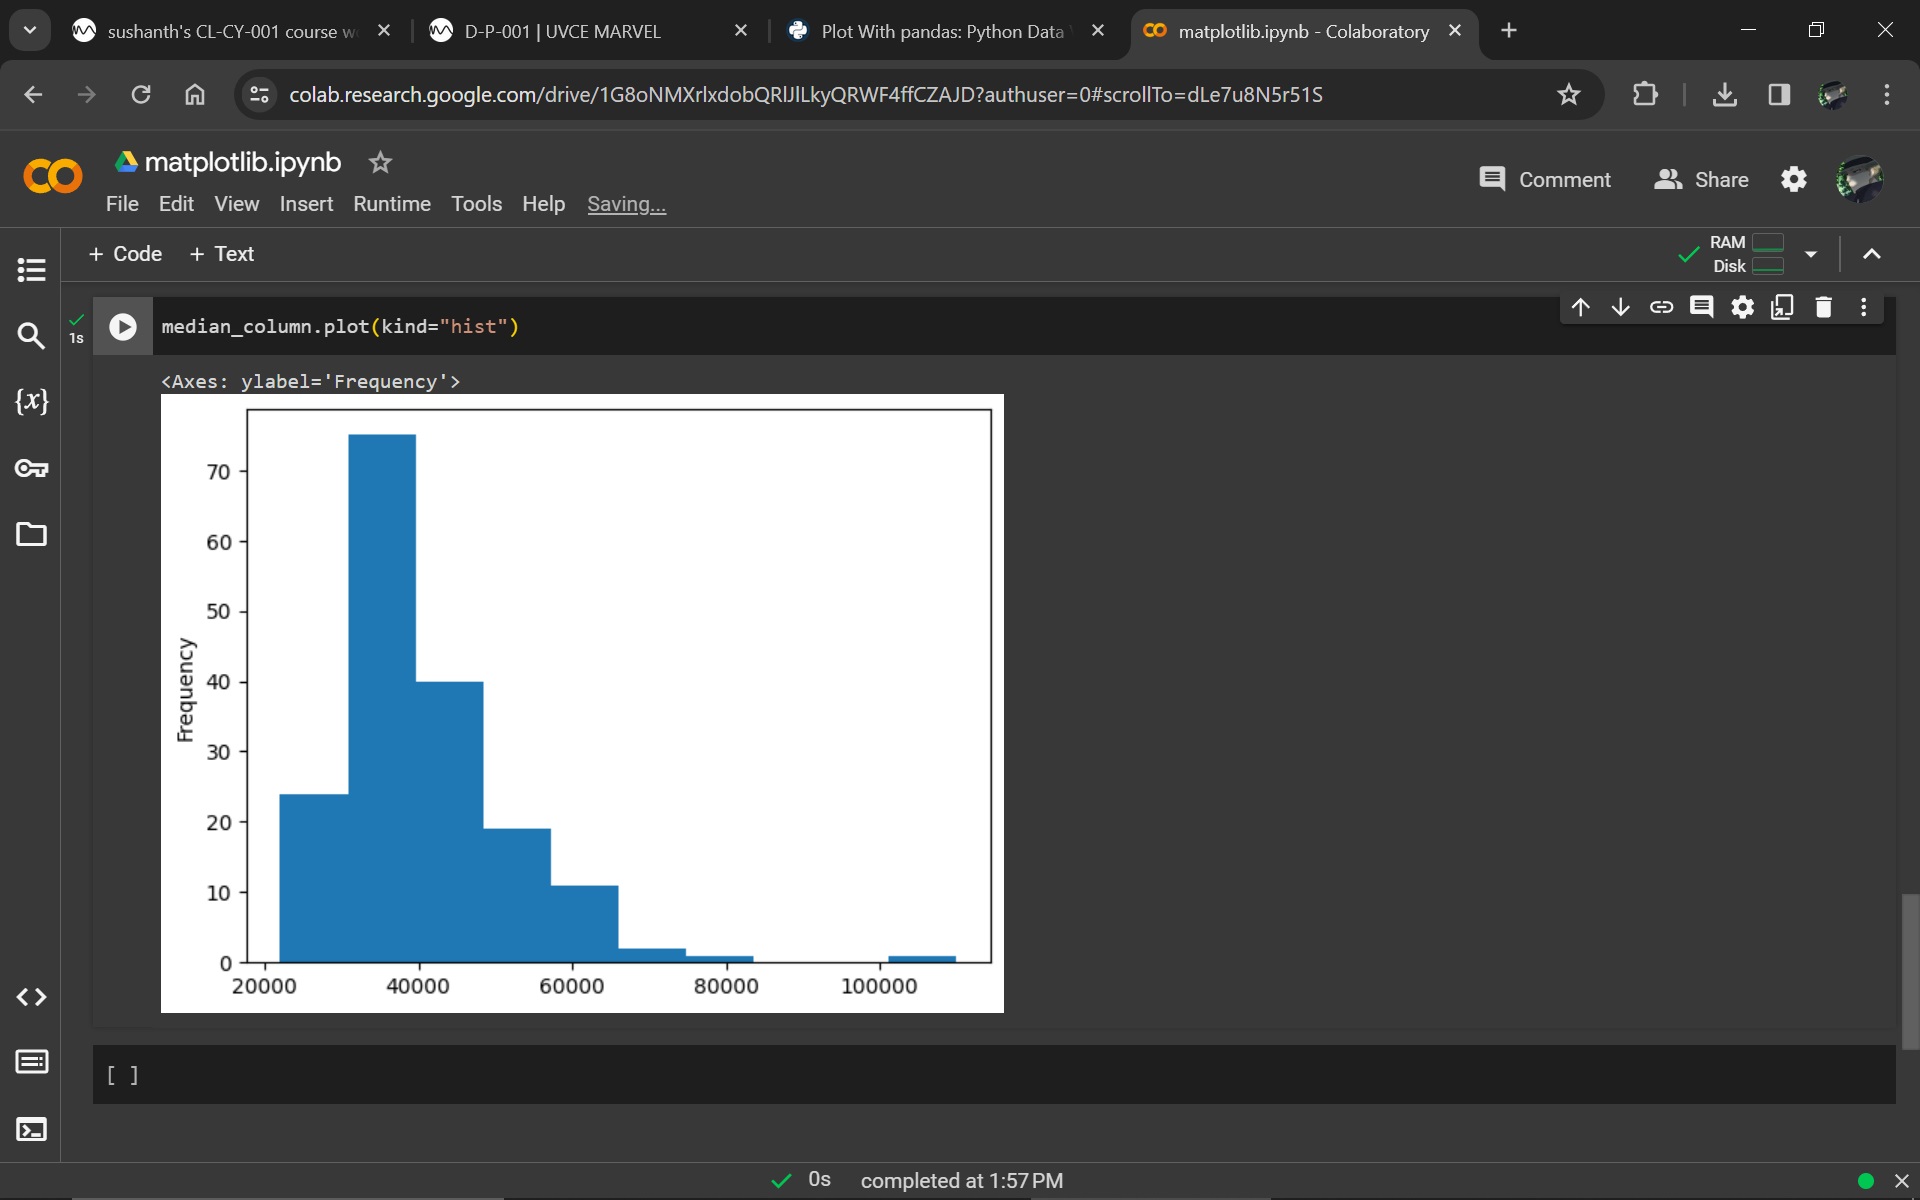 sushanth's CL-CY-001 course w
D-P-001 | UVCE MARVEL
Plot With pandas: Python Data
matplotlib.ipynb - Colaboratory
colab.research.google.com/drive/1G8oNMXrlxdobQRlJlLkyQRWF4ffCZAJD?authuser=0#scrollTo=dLe7u8N5r51S
matplotlib.ipynb
Comment
Share
File Edit View Insert Runtime Tools Help Saving...
+ Code + Text
RAM
Disk
1s
median_column.plot(kind="hist")
<Axes: ylabel='Frequency'>
70
60
50
40
30
20
10
0
Frequency
20000 40000 60000 80000 100000
[ ]
0s completed at 1:57 PM